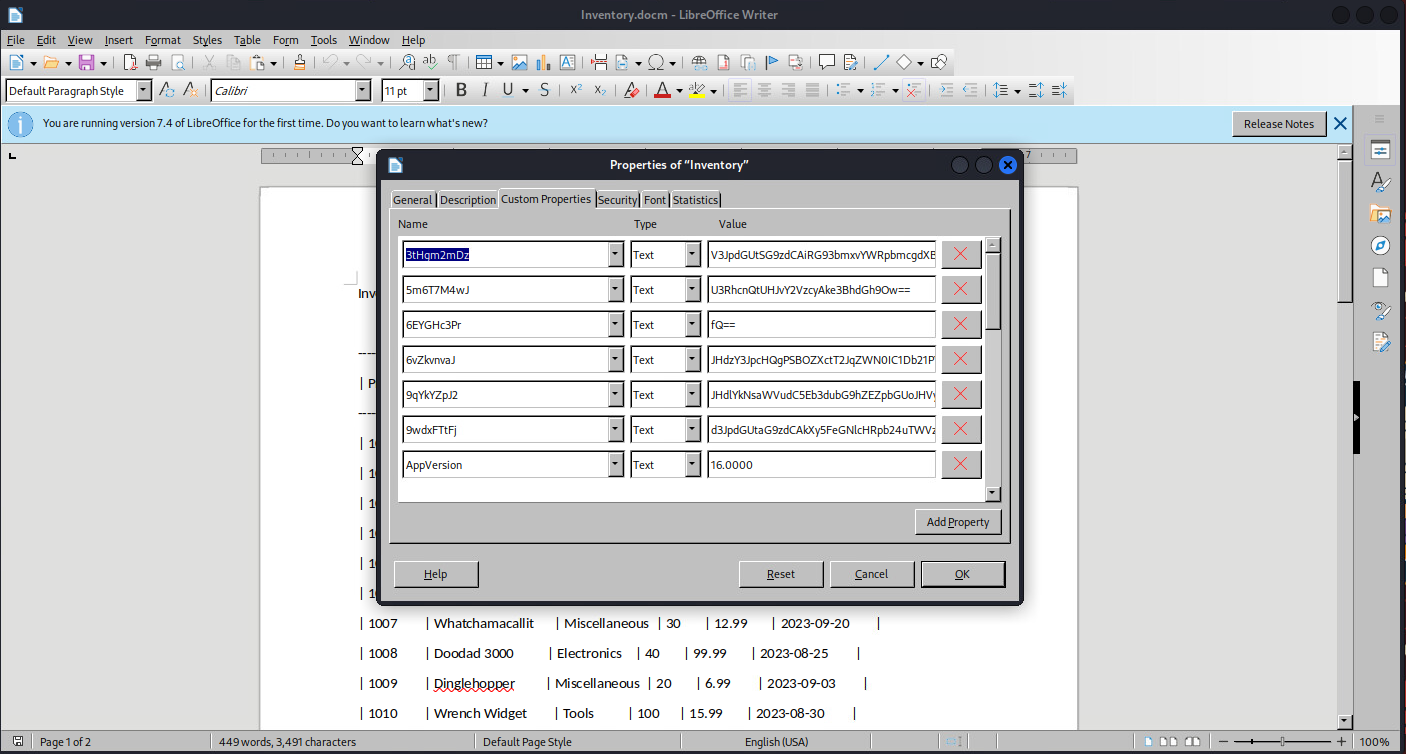 Inventory.docm - LibreOffice Writer
File Edit View Insert Format Styles Table Form Tools Window Help
Default Paragraph Style Calibri 11 pt B I U S
You are running version 7.4 of LibreOffice for the first time. Do you want to learn what's new? Release Notes
Properties of “Inventory”
General Description Custom Properties Security Font Statistics
Name Type Value
3tHqm2mDz Text V3JpdGUtSG9zdCAiRG93bmxvYWRpbmcgdXB
5m6T7M4wJ Text U3RhcnQtUHJvY2VzcyAke3BhdGh9Ow==
6EYGHc3Pr Text fQ==
6vZkvnvaJ Text JHdzY3JpcHQgPSBOZXctT2JqZWN0IC1Db21P
9qYkYZpJ2 Text JHdlYkNsaWVudC5Eb3dubG9hZEZpbGUoJHVy
9wdxFTtFj Text d3JpdGUtaG9zdCAkXy5FeGNlcHRpb24uTWVz
AppVersion Text 16.0000
Add Property
Help Reset Cancel OK
Inv
----
| P
----
| 10
| 10
| 10
| 10
| 10
| 10
| 1007 | Whatchamacallit | Miscellaneous | 30 | 12.99 | 2023-09-20 |
| 1008 | Doodad 3000 | Electronics | 40 | 99.99 | 2023-08-25 |
| 1009 | Dinglehopper | Miscellaneous | 20 | 6.99 | 2023-09-03 |
| 1010 | Wrench Widget | Tools | 100 | 15.99 | 2023-08-30 |
Page 1 of 2 449 words, 3,491 characters Default Page Style English (USA) 100%